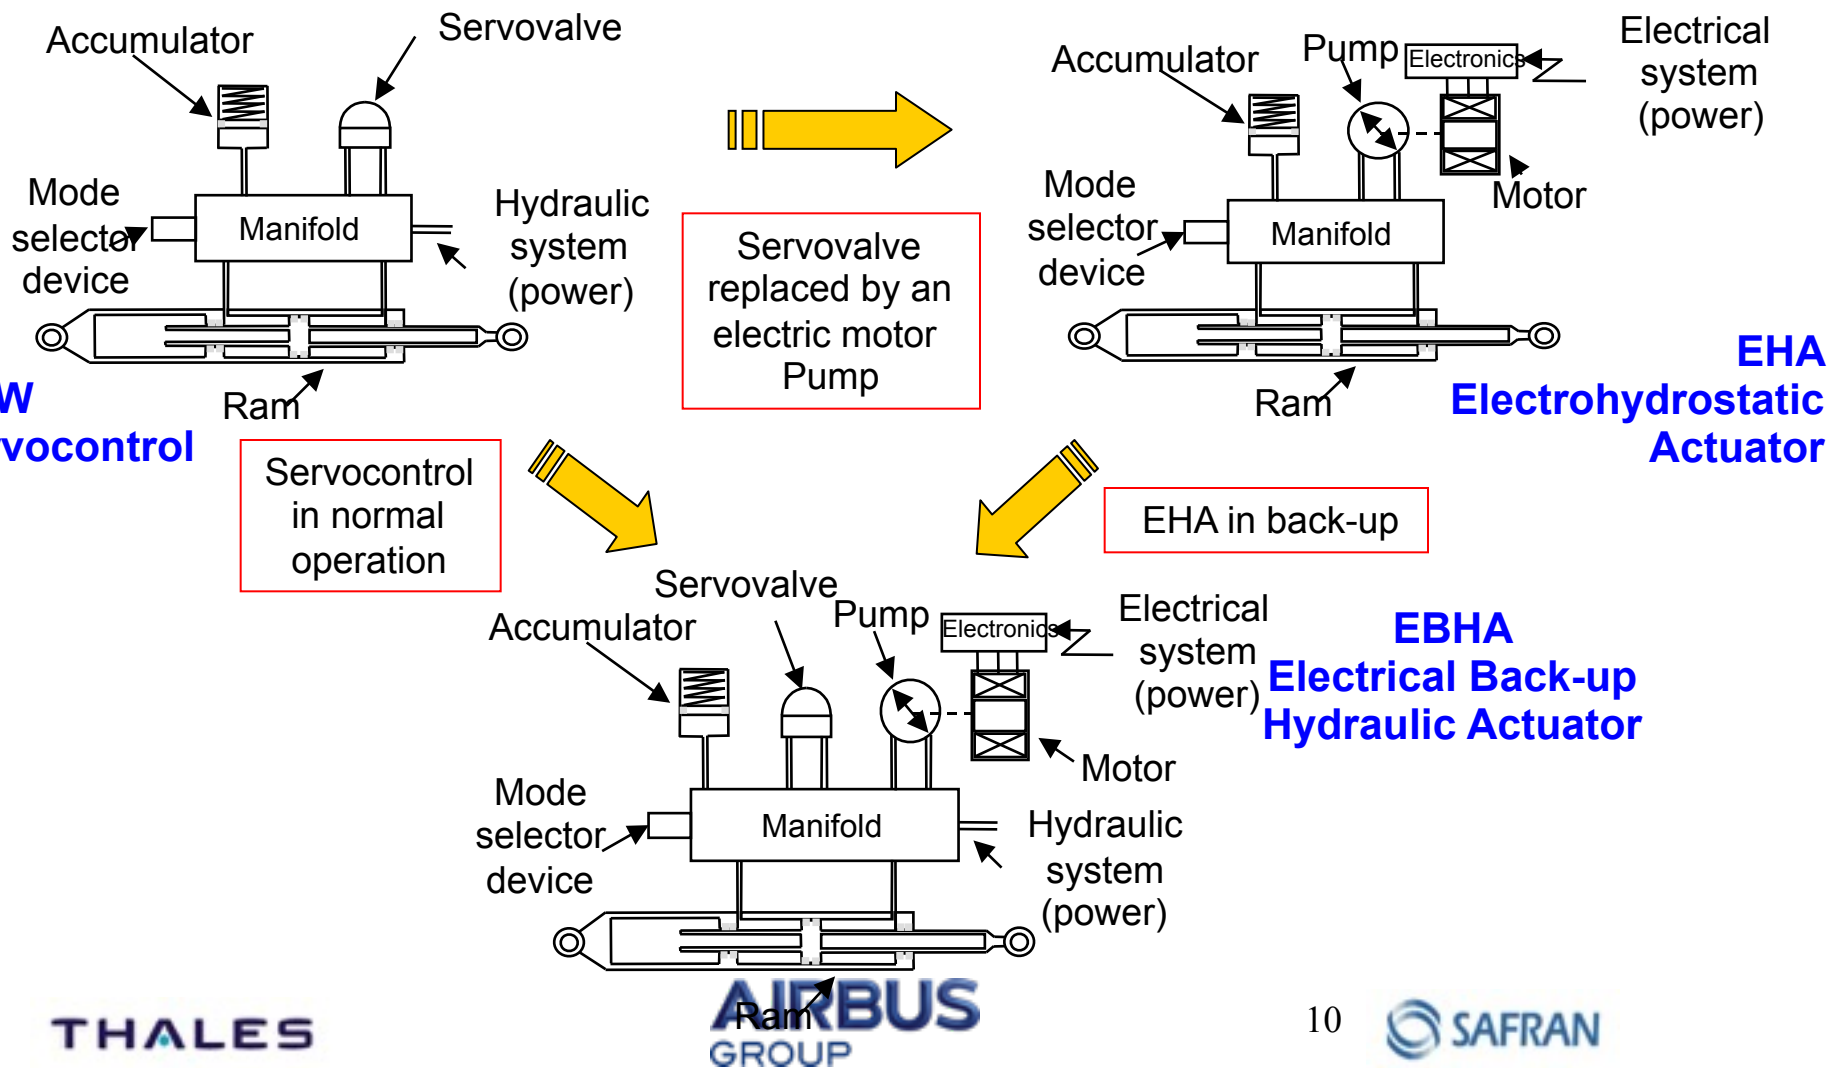 Accumulator
Servovalve
Mode
selector
device
Manifold
Hydraulic
system
(power)
Ram
W
rvocontrol
Servovalve
replaced by an
electric motor
Pump
Accumulator
Pump
Electronics
Electrical
system
(power)
Mode
selector
device
Manifold
Motor
Ram
EHA
Electrohydrostatic
Actuator
Servocontrol
in normal
operation
EHA in back-up
Servovalve
Accumulator
Pump
Electronics
Electrical
system
(power)
Motor
Mode
selector
device
Manifold
Hydraulic
system
(power)
Ram
EBHA
Electrical Back-up
Hydraulic Actuator
THALES
AIRBUS
GROUP
10
SAFRAN